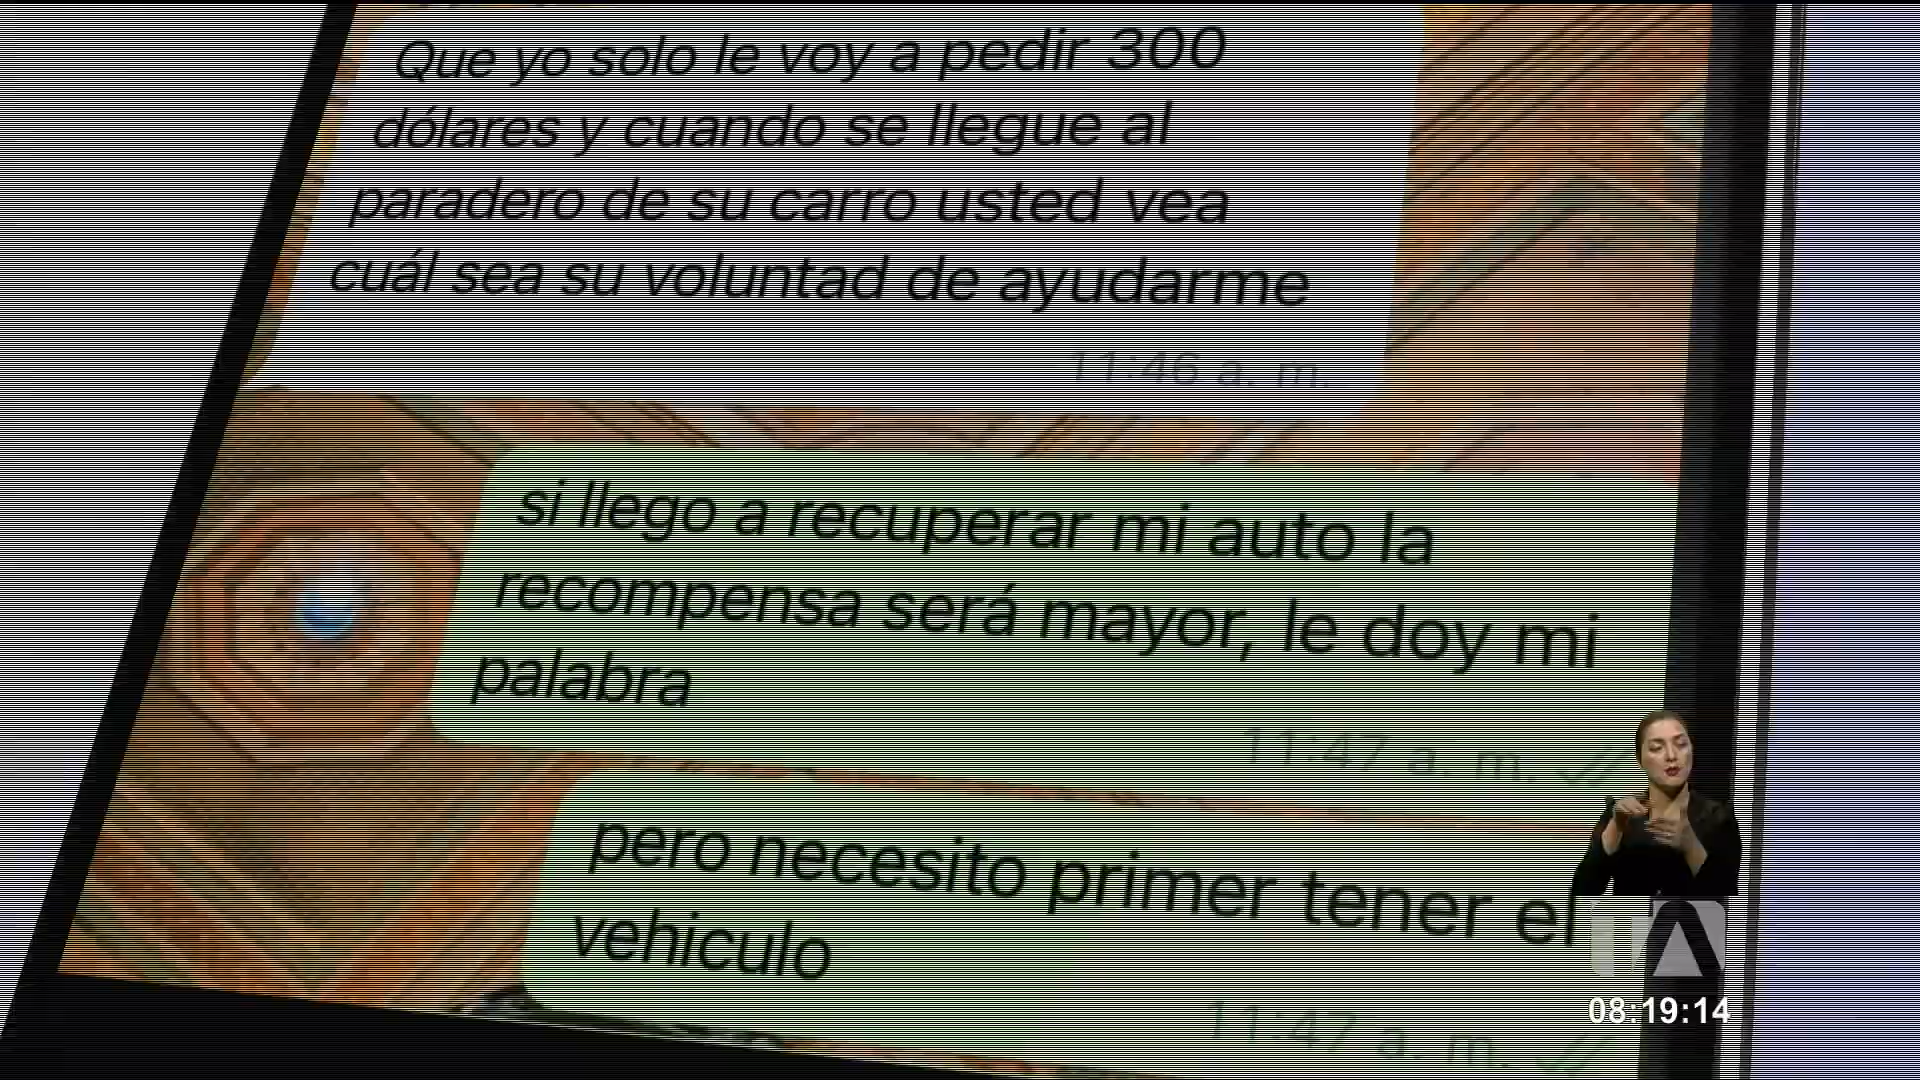 Que yo solo le voy a pedir 300
dólares y cuando se llegue al
paradero de su carro usted vea
cuál sea su voluntad de ayudarme
11:46 a. m.
si llego a recuperar mi auto la
recompensa será mayor, le doy mi
palabra
11:47 a. m.
pero necesito primer tener el
vehiculo
11:47 a. m.
08:19:14